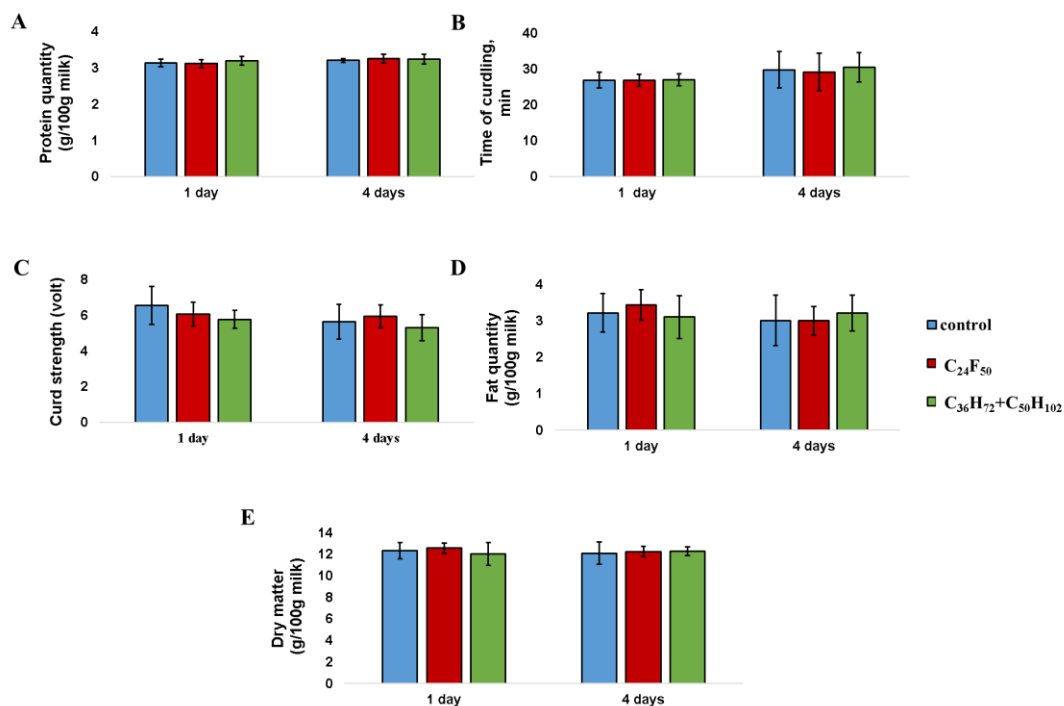 A
Protein quantity
(g/100g milk)
4
3
2
1
0
1 day
4 days
B
Time of curdling,
min
40
30
20
10
0
1 day
4 days
C
Curd strength (volt)
8
6
4
2
0
1 day
4 days
D
Fat quantity
(g/100g milk)
4
3
2
1
0
1 day
4 days
control
C₂₄F₅₀
C₃₆H₇₂+C₅₀H₁₀₂
E
Dry matter
(g/100g milk)
14
12
10
8
6
4
2
0
1 day
4 days